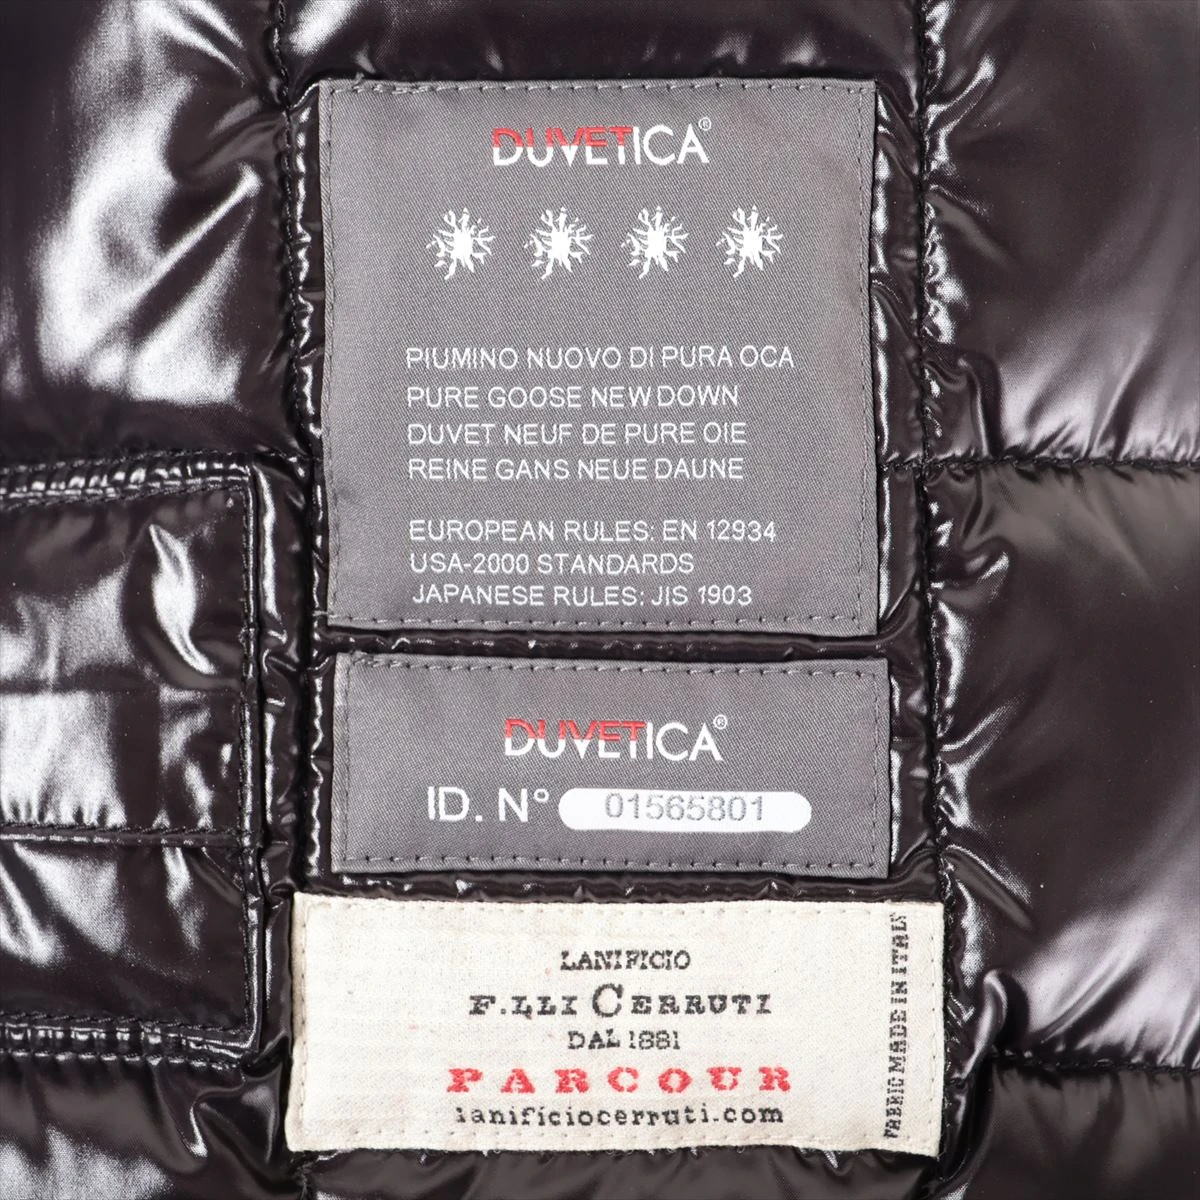 DUVETICA®
PIUMINO NUOVO DI PURA OCA
PURE GOOSE NEW DOWN
DUVET NEUF DE PURE OIE
REINE GANS NEUE DAUNE
EUROPEAN RULES: EN 12934
USA-2000 STANDARDS
JAPANESE RULES: JIS 1903
DUVETICA®
ID. N° 01565801
LANIFICIO
F.LLI CERRUTI
DAL 1881
PARCOUR
lanificiocerruti.com
FABRIC MADE IN ITALY